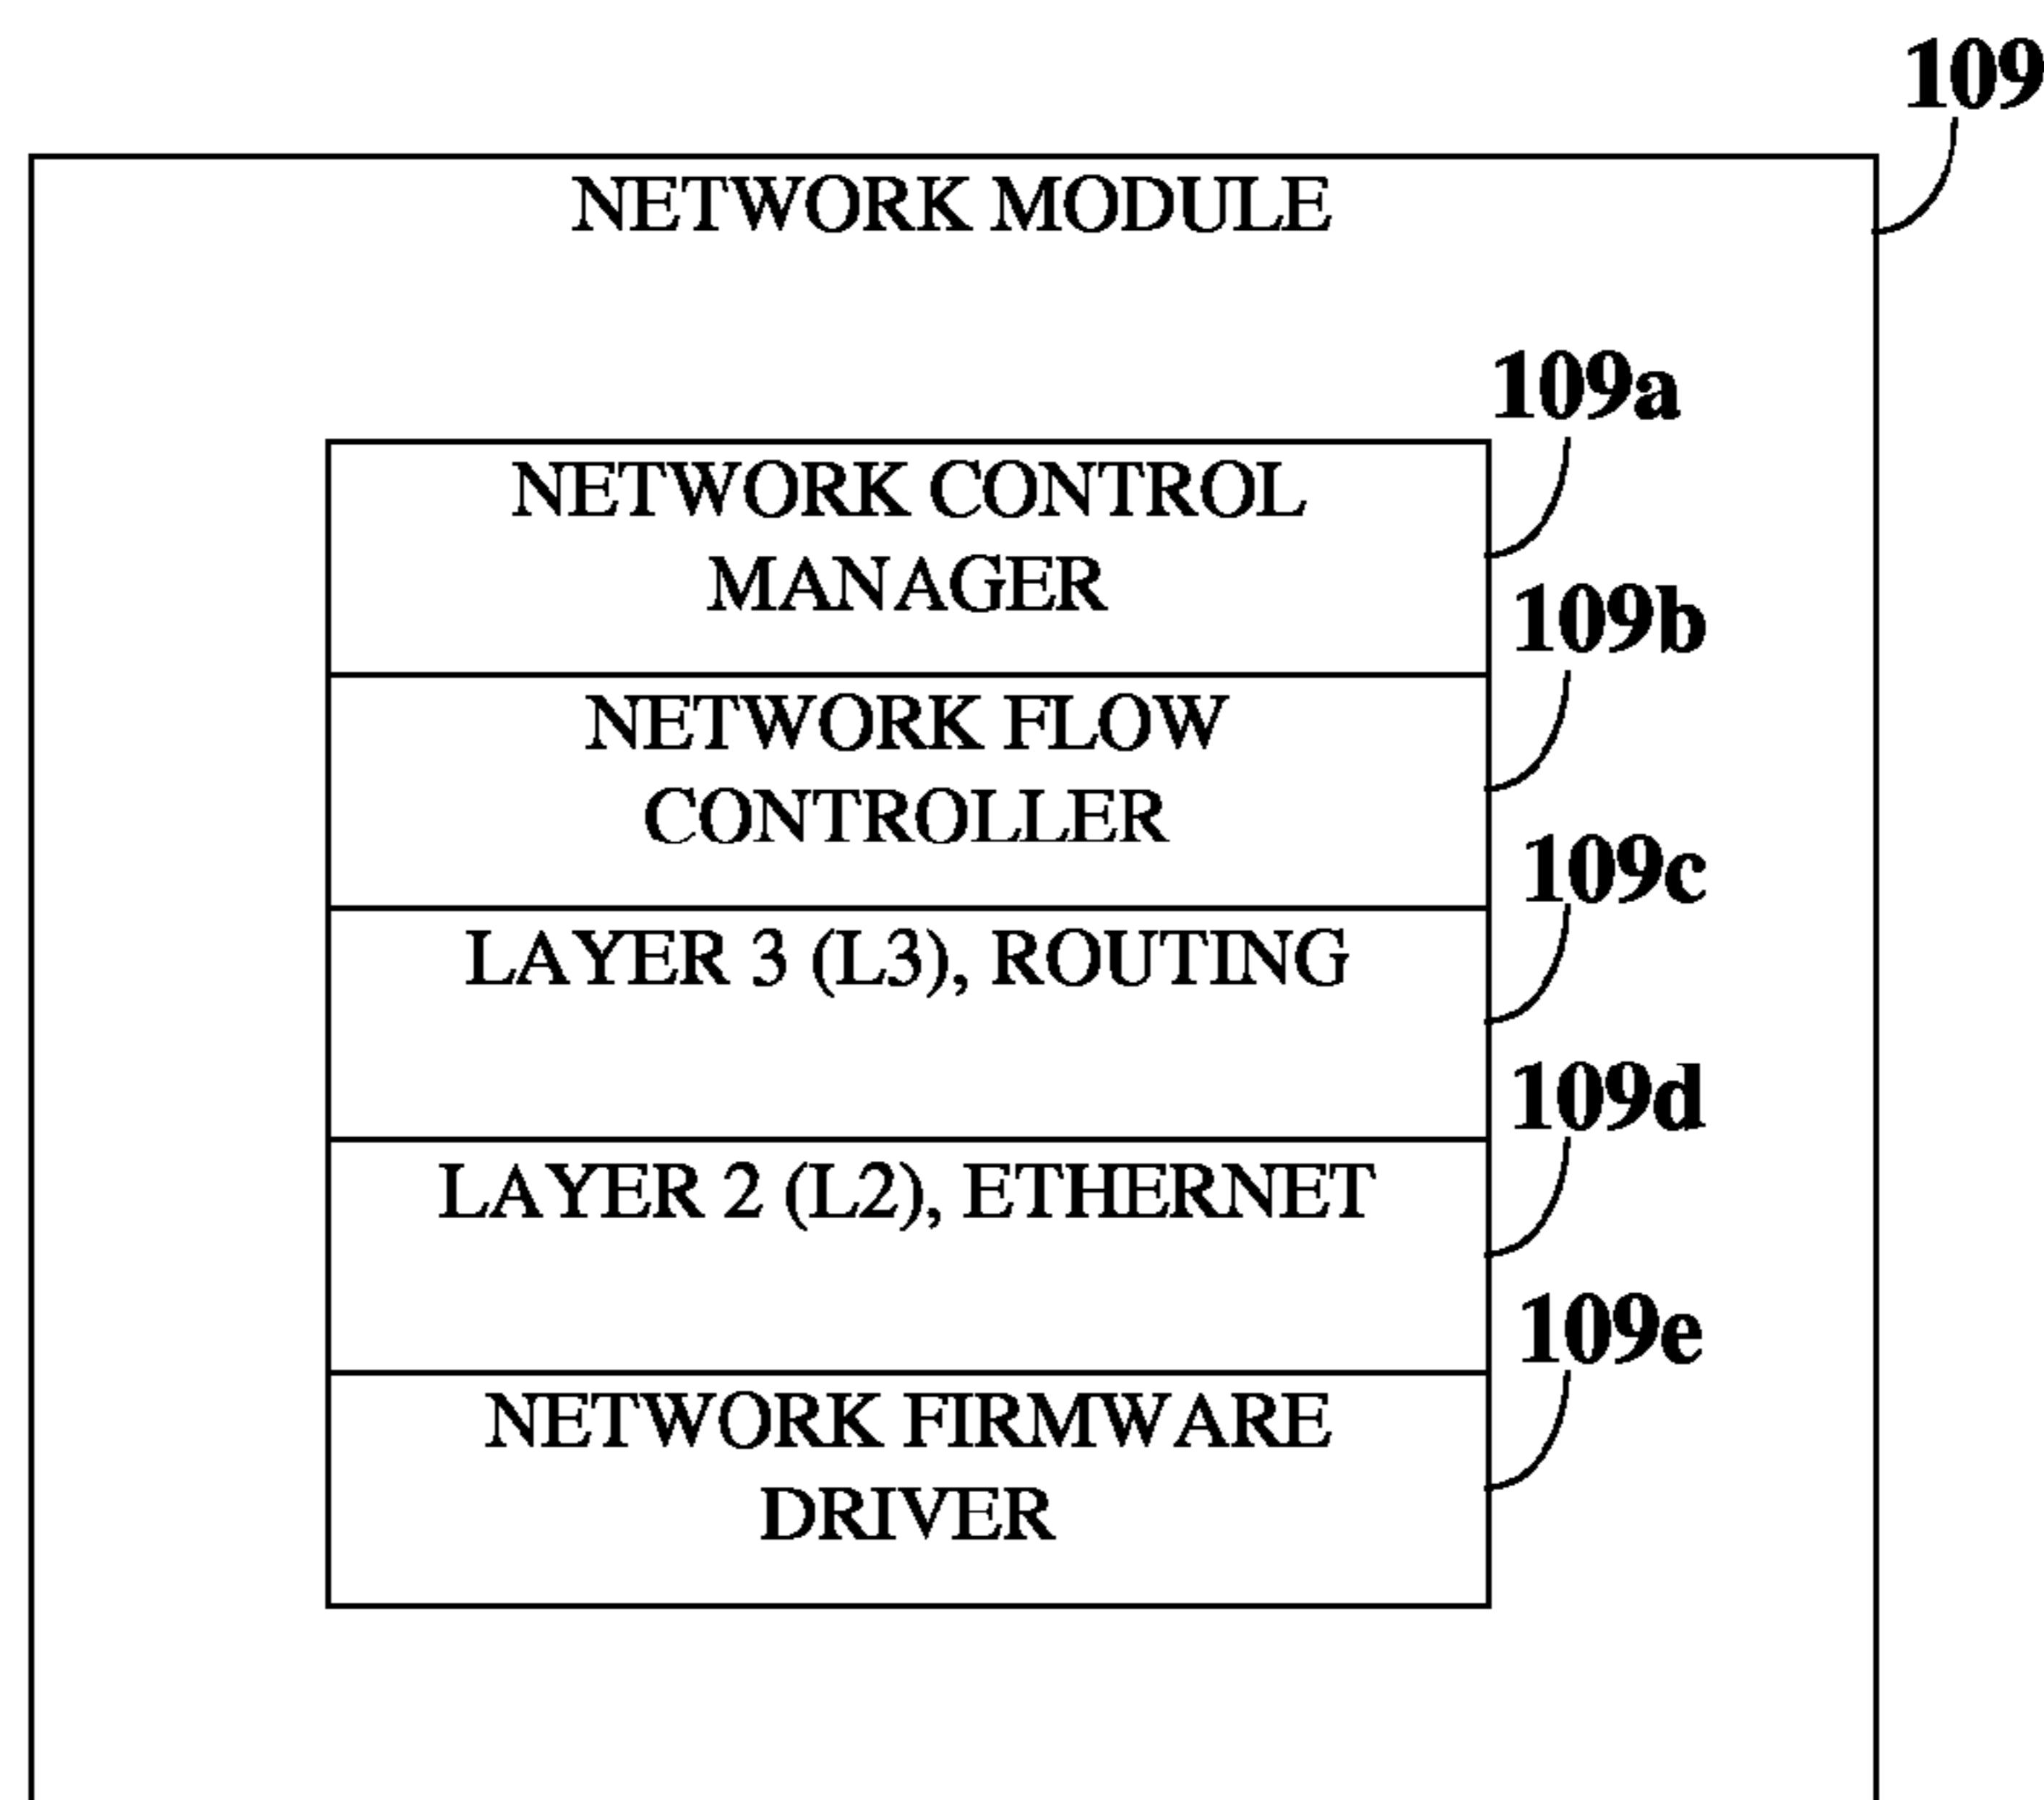 109
NETWORK MODULE
109a
NETWORK CONTROL
MANAGER
109b
NETWORK FLOW
CONTROLLER
109c
LAYER 3 (L3), ROUTING
109d
LAYER 2 (L2), ETHERNET
109e
NETWORK FIRMWARE
DRIVER